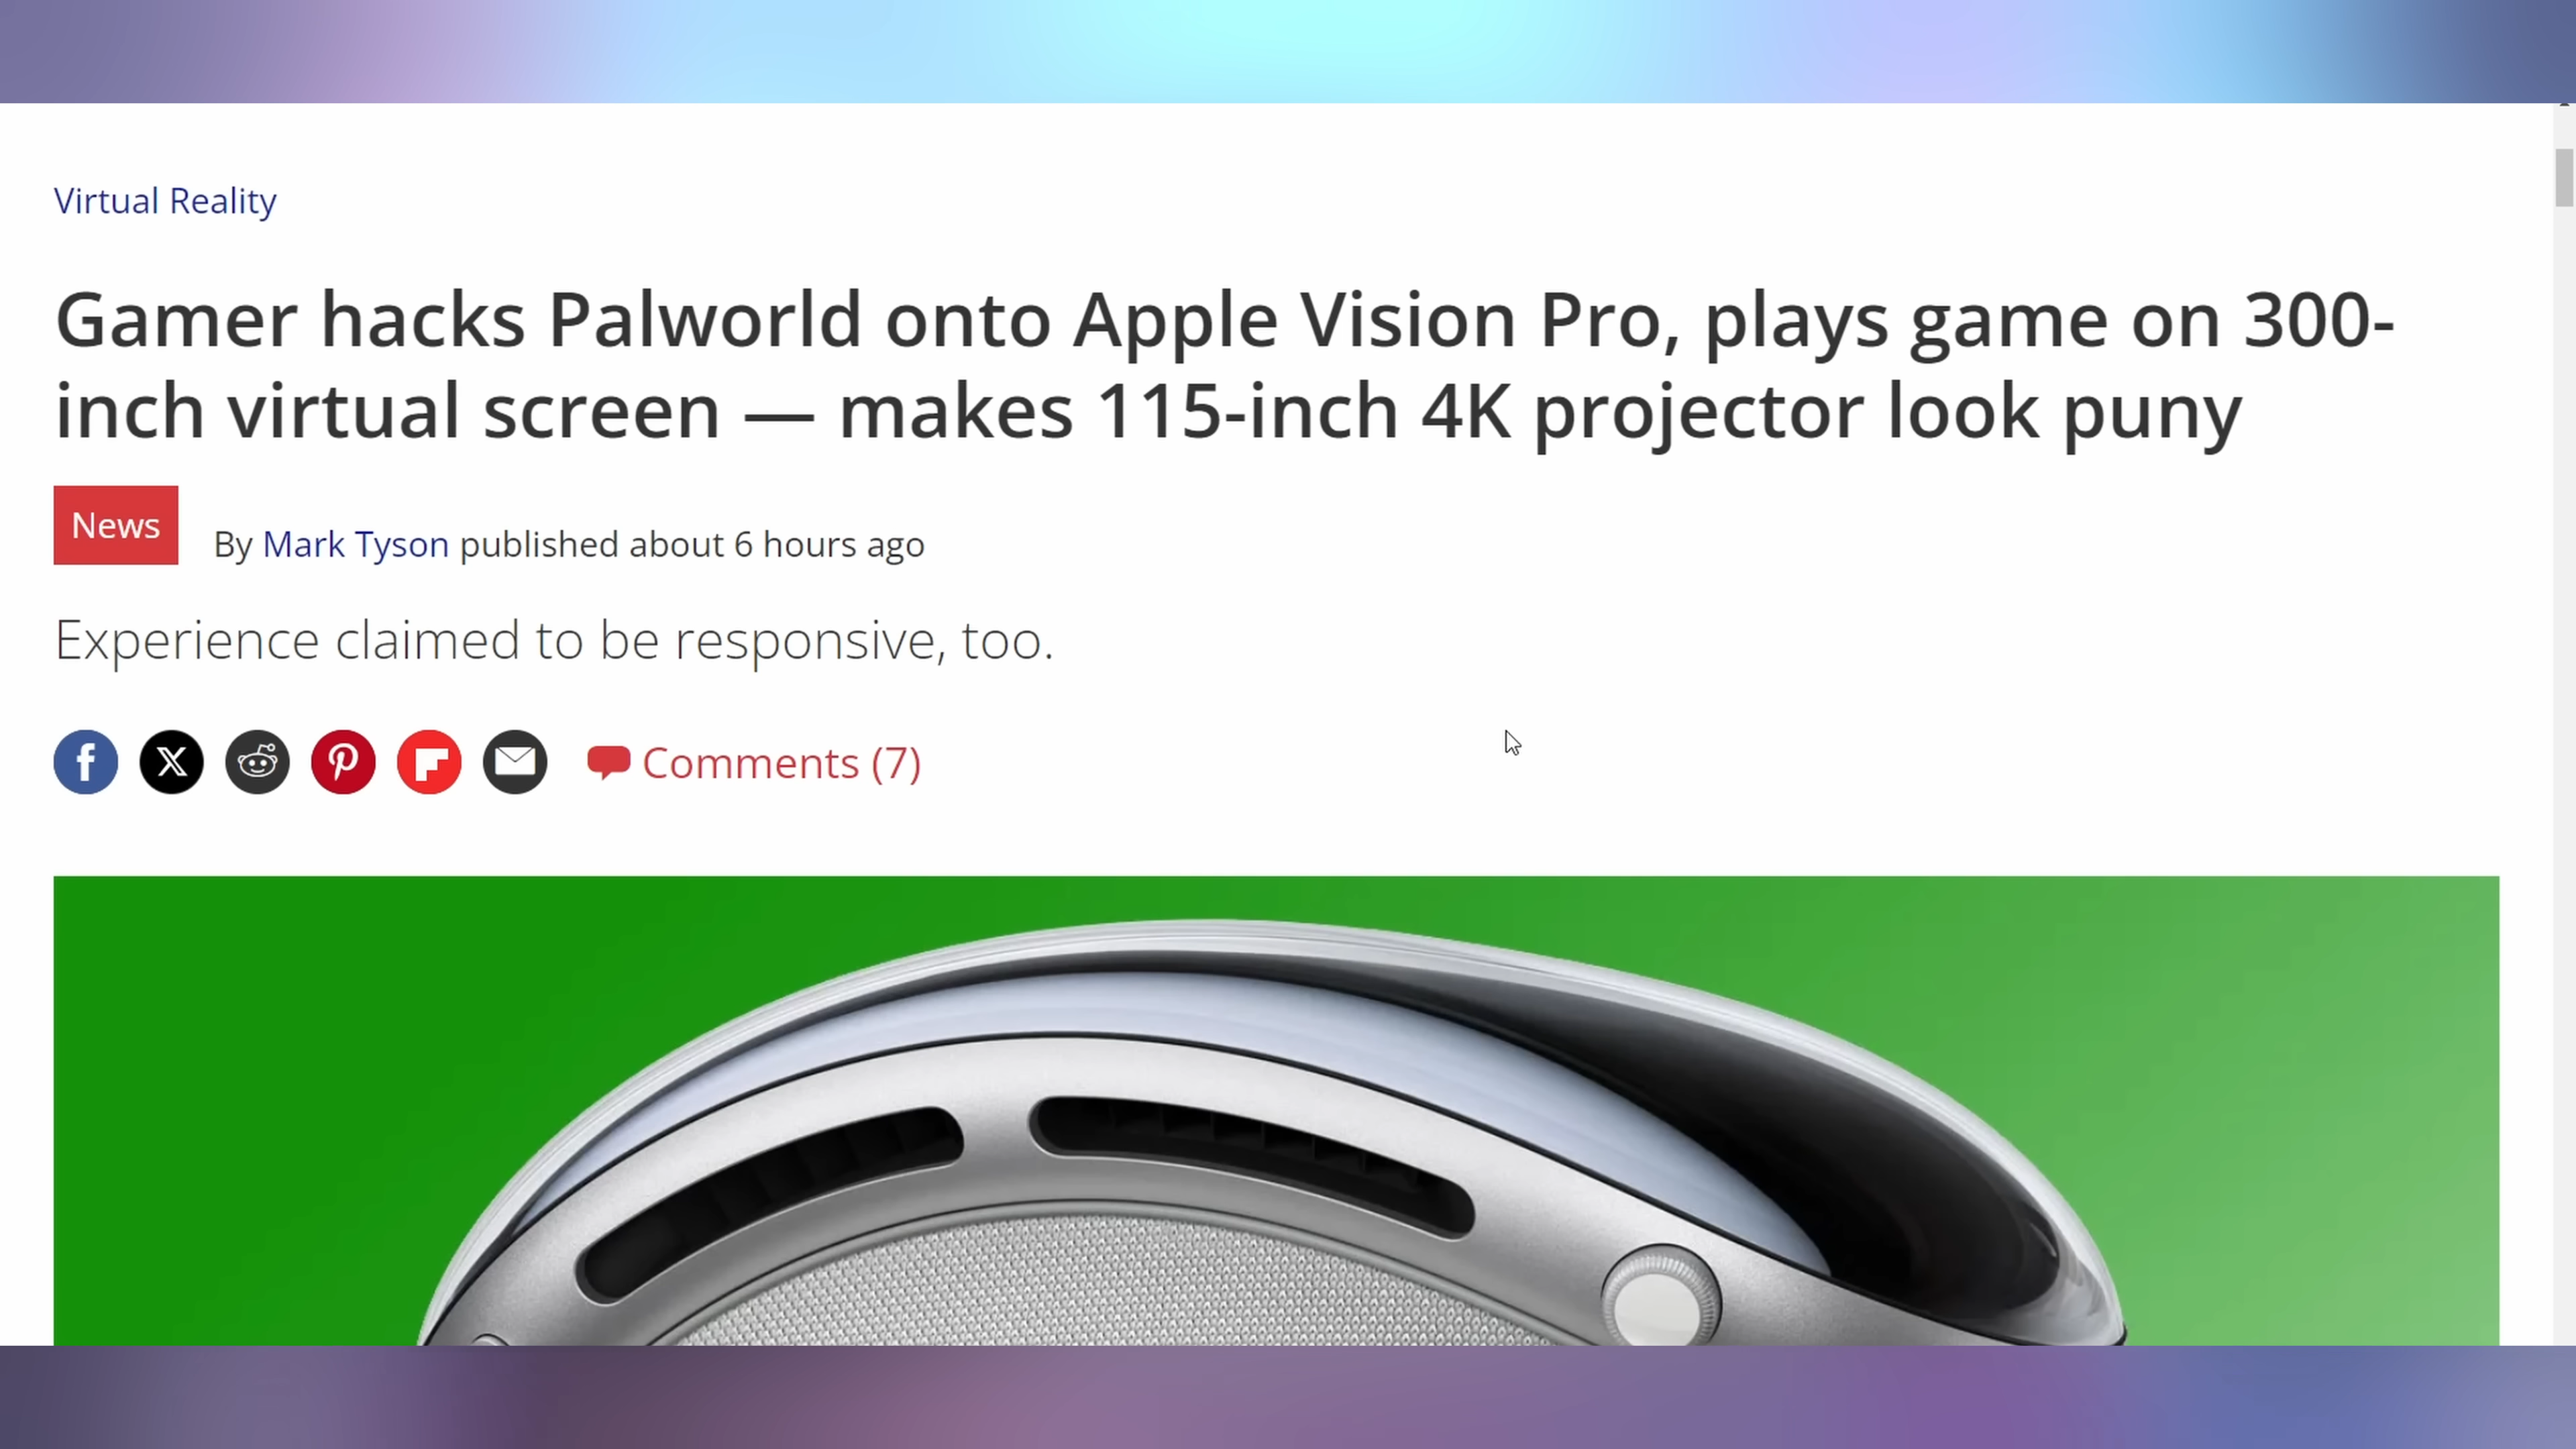 Virtual Reality
Gamer hacks Palworld onto Apple Vision Pro, plays game on 300-
inch virtual screen — makes 115-inch 4K projector look puny
News
By Mark Tyson published about 6 hours ago
Experience claimed to be responsive, too.
Comments (7)